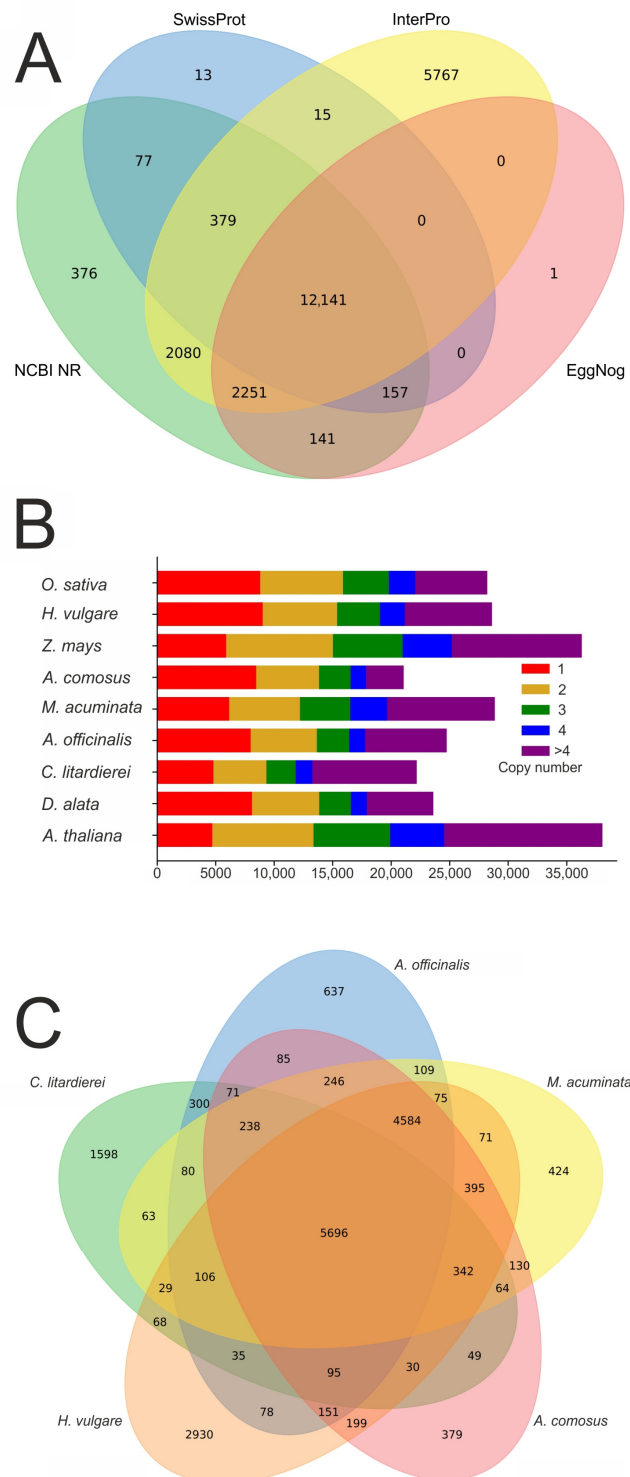 A
SwissProt InterPro
13 5767
15
77 0
379 0
376 1
12,141
2080 0
NCBI NR EggNog
2251 157
141
B
O. sativa
H. vulgare
Z. mays
A. comosus
M. acuminata
A. officinalis
C. litardierei
D. alata
A. thaliana
1
2
3
4
>4
Copy number
0 5000 10,000 15,000 20,000 25,000 30,000 35,000
C
A. officinalis
637
85 109
C. litardierei M. acuminata
300 71 246 75
238 4584 71
1598 80 424
395
63
5696
106 342 130
29 64
68
35 95 30 49
78 151 199
H. vulgare 2930 379 A. comosus